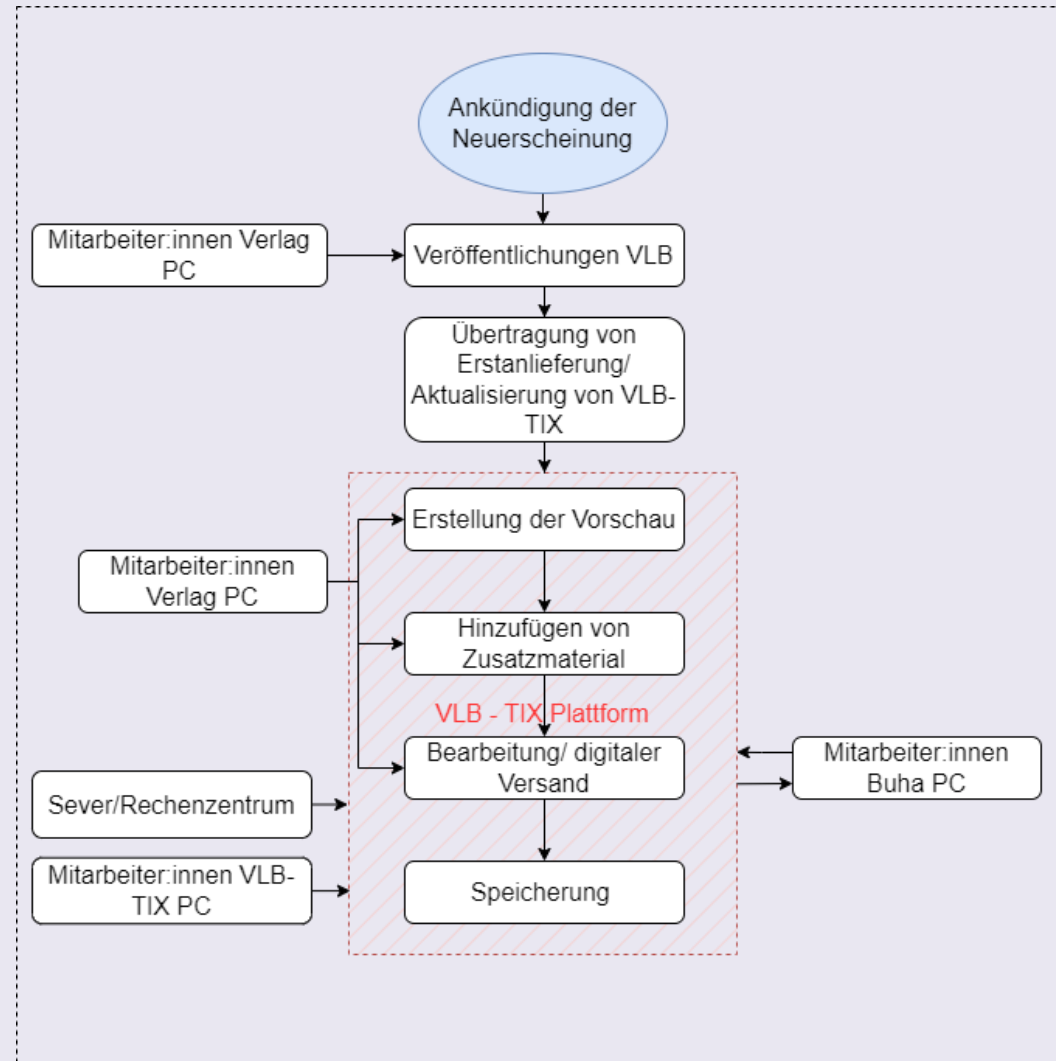 Ankündigung der
Neuerscheinung
Mitarbeiter:innen Verlag
PC
Veröffentlichungen VLB
Übertragung von
Erstanlieferung/
Aktualisierung von VLB-
TIX
Erstellung der Vorschau
Mitarbeiter:innen
Verlag PC
Hinzufügen von
Zusatzmaterial
VLB - TIX Plattform
Bearbeitung/ digitaler
Versand
Mitarbeiter:innen
Buha PC
Sever/Rechenzentrum
Mitarbeiter:innen VLB-
TIX PC
Speicherung